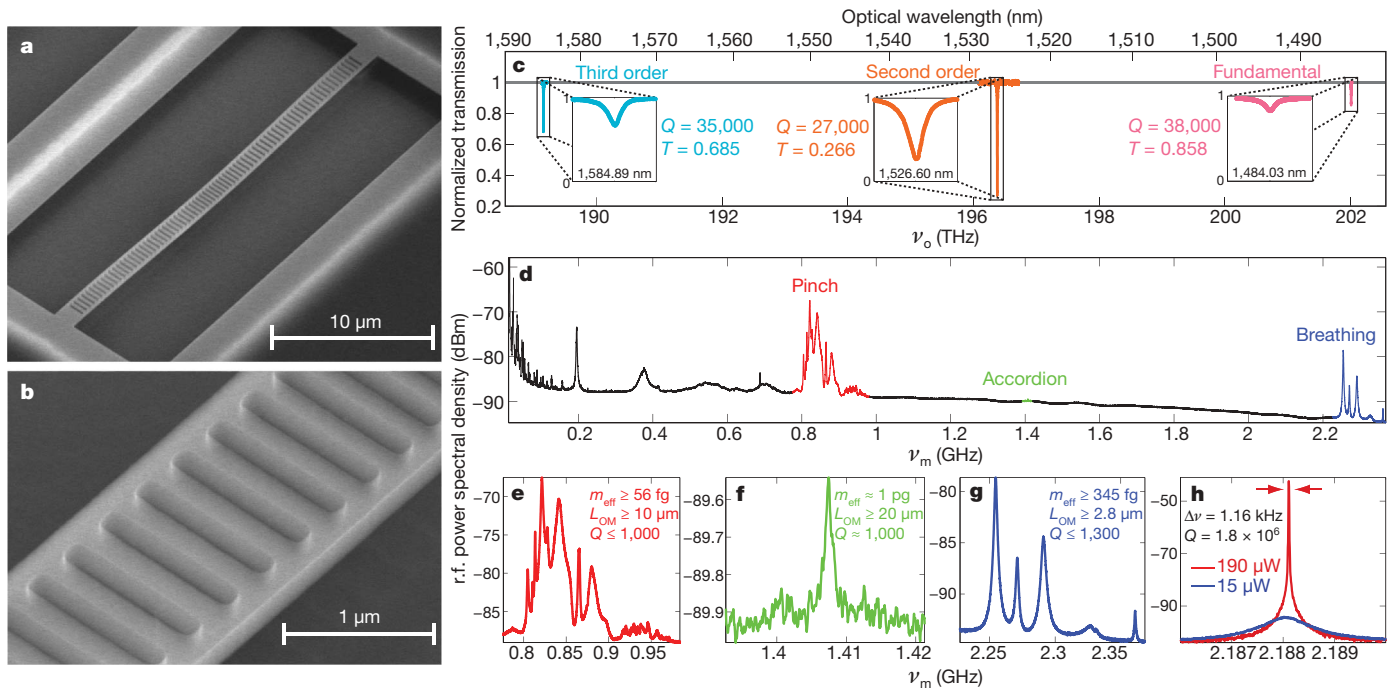 a
10 µm
b
1 µm
Optical wavelength (nm)
1,590 1,580 1,570 1,560 1,550 1,540 1,530 1,520 1,510 1,500 1,490
Normalized transmission
c
1
0.8
0.6
0.4
0.2
Third order
1
0
1,584.89 nm
Q = 35,000
T = 0.685
Second order
Q = 27,000
T = 0.266
1
0
1,526.60 nm
Fundamental
Q = 38,000
T = 0.858
1
0
1,484.03 nm
190 192 194 196 198 200 202
νo (THz)
r.f. power spectral density (dBm)
d
−60
−70
−80
−90
Pinch
Accordion
Breathing
0.2 0.4 0.6 0.8 1 1.2 1.4 1.6 1.8 2 2.2
νm (GHz)
e
−70
−75
−80
−85
meff ≥ 56 fg
LOM ≥ 10 µm
Q ≤ 1,000
0.8 0.85 0.9 0.95
f
−89.6
−89.7
−89.8
−89.9
meff ≈ 1 pg
LOM ≥ 20 µm
Q ≈ 1,000
1.4 1.41 1.42
g
−80
−85
−90
meff ≥ 345 fg
LOM ≥ 2.8 µm
Q ≤ 1,300
2.25 2.3 2.35
h
−50
−70
−90
Δν = 1.16 kHz
Q = 1.8 × 10⁶
190 µW
15 µW
2.187 2.188 2.189
νm (GHz)